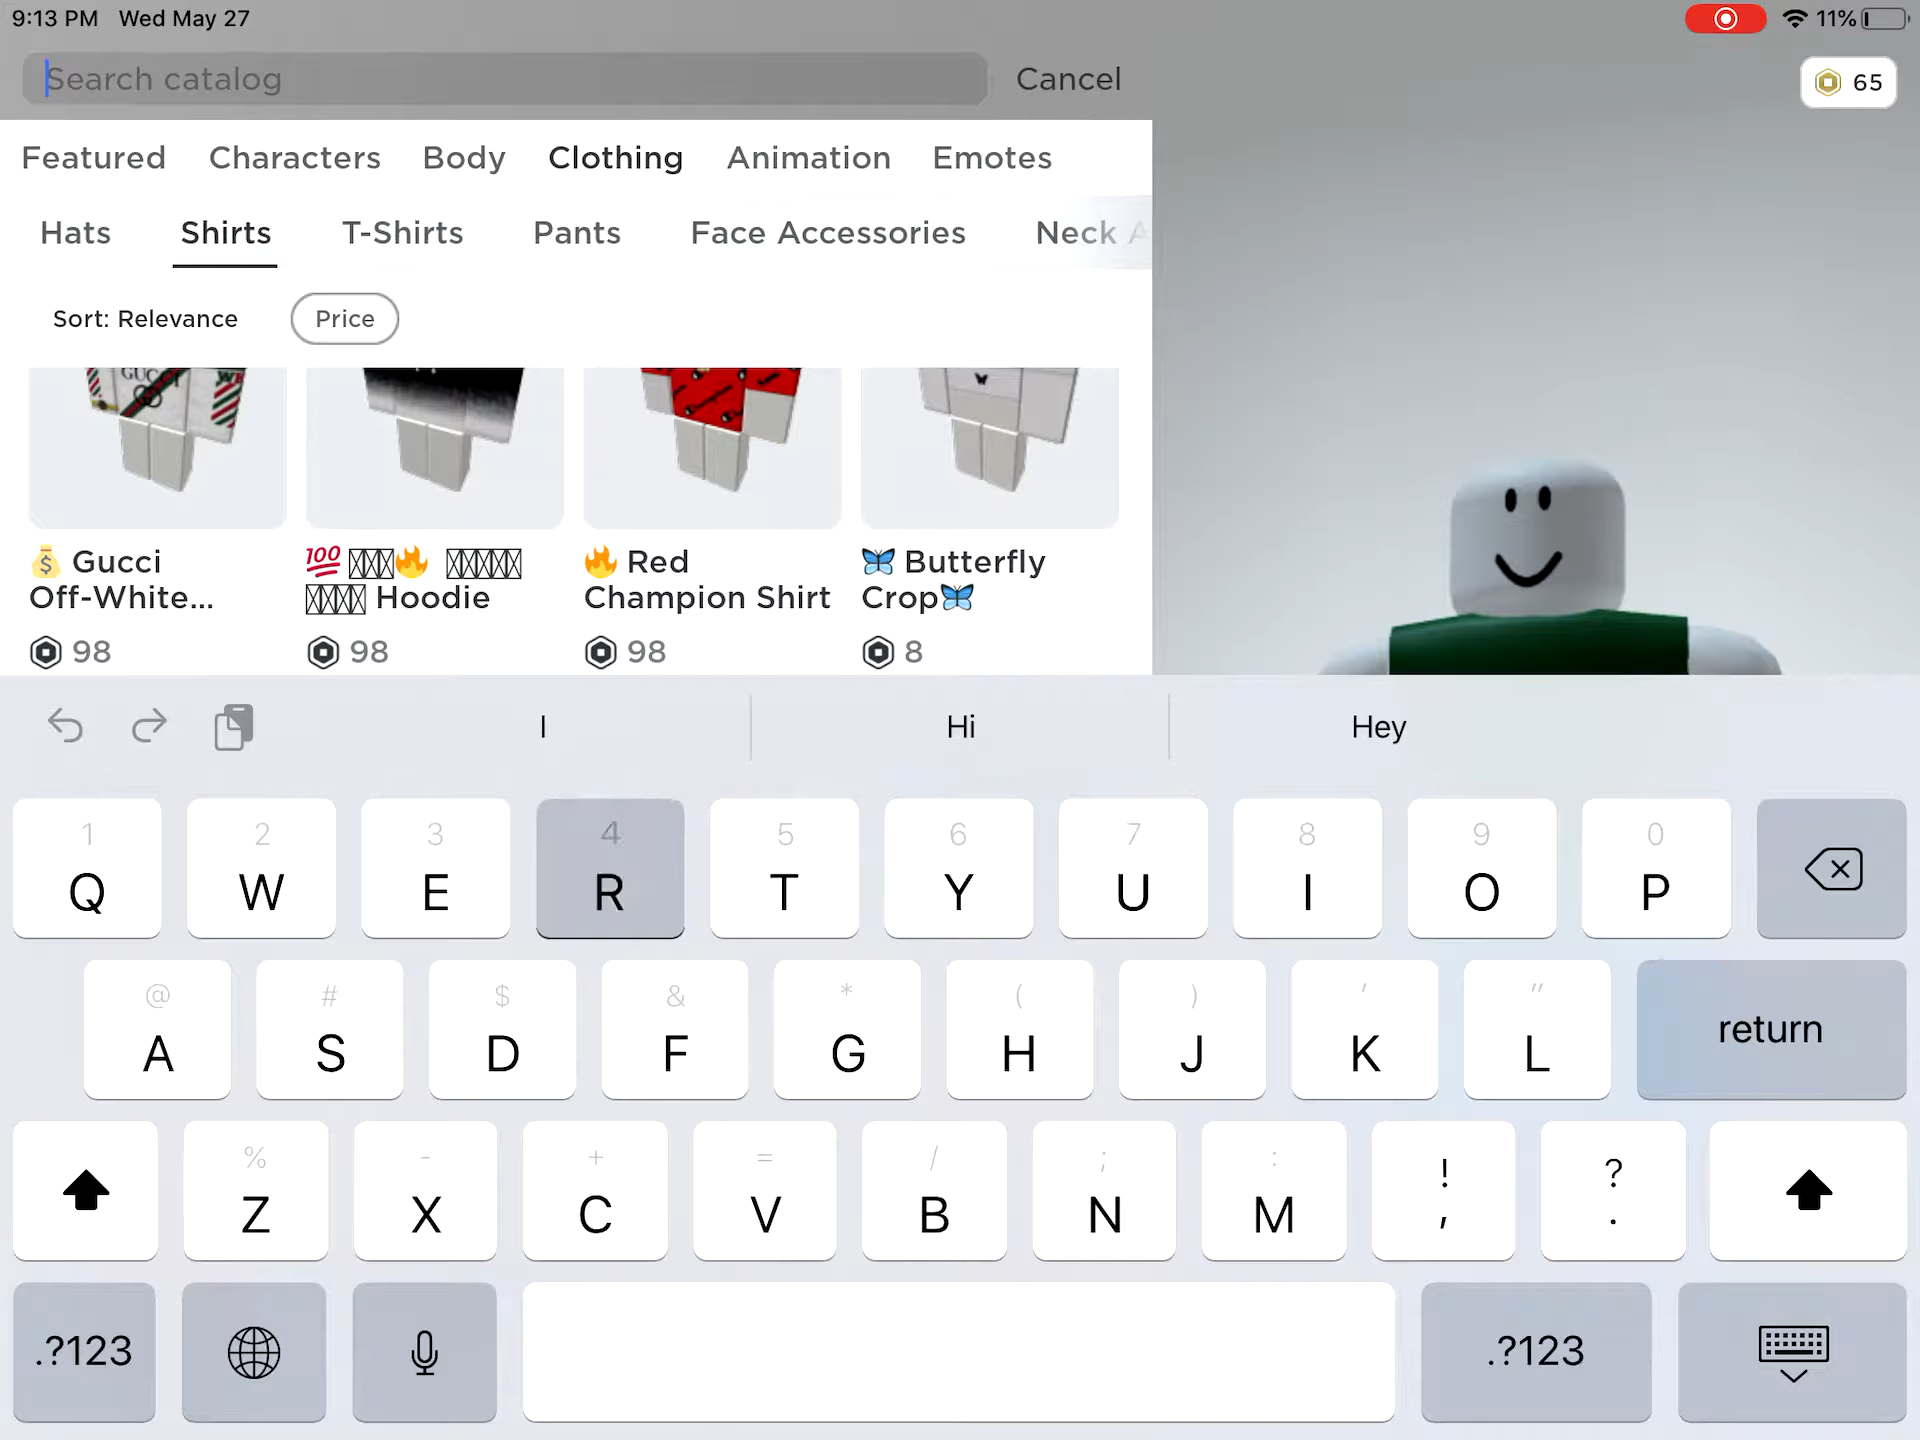 9:13 PM Wed May 27
11%
Search catalog
Cancel
65
Featured Characters Body Clothing Animation Emotes
Hats Shirts T-Shirts Pants Face Accessories Neck A
Sort: Relevance Price
GUCCI
💰 Gucci
Off-White...
98
💯 🔥
Hoodie
98
🔥 Red
Champion Shirt
98
🦋 Butterfly
Crop🦋
8
I Hi Hey
1 2 3 4 5 6 7 8 9 0
Q W E R T Y U I O P
@ # $ & * ( ) ' "
A S D F G H J K L return
% - + = / ; : ! ?
Z X C V B N M , .
.?123 .?123